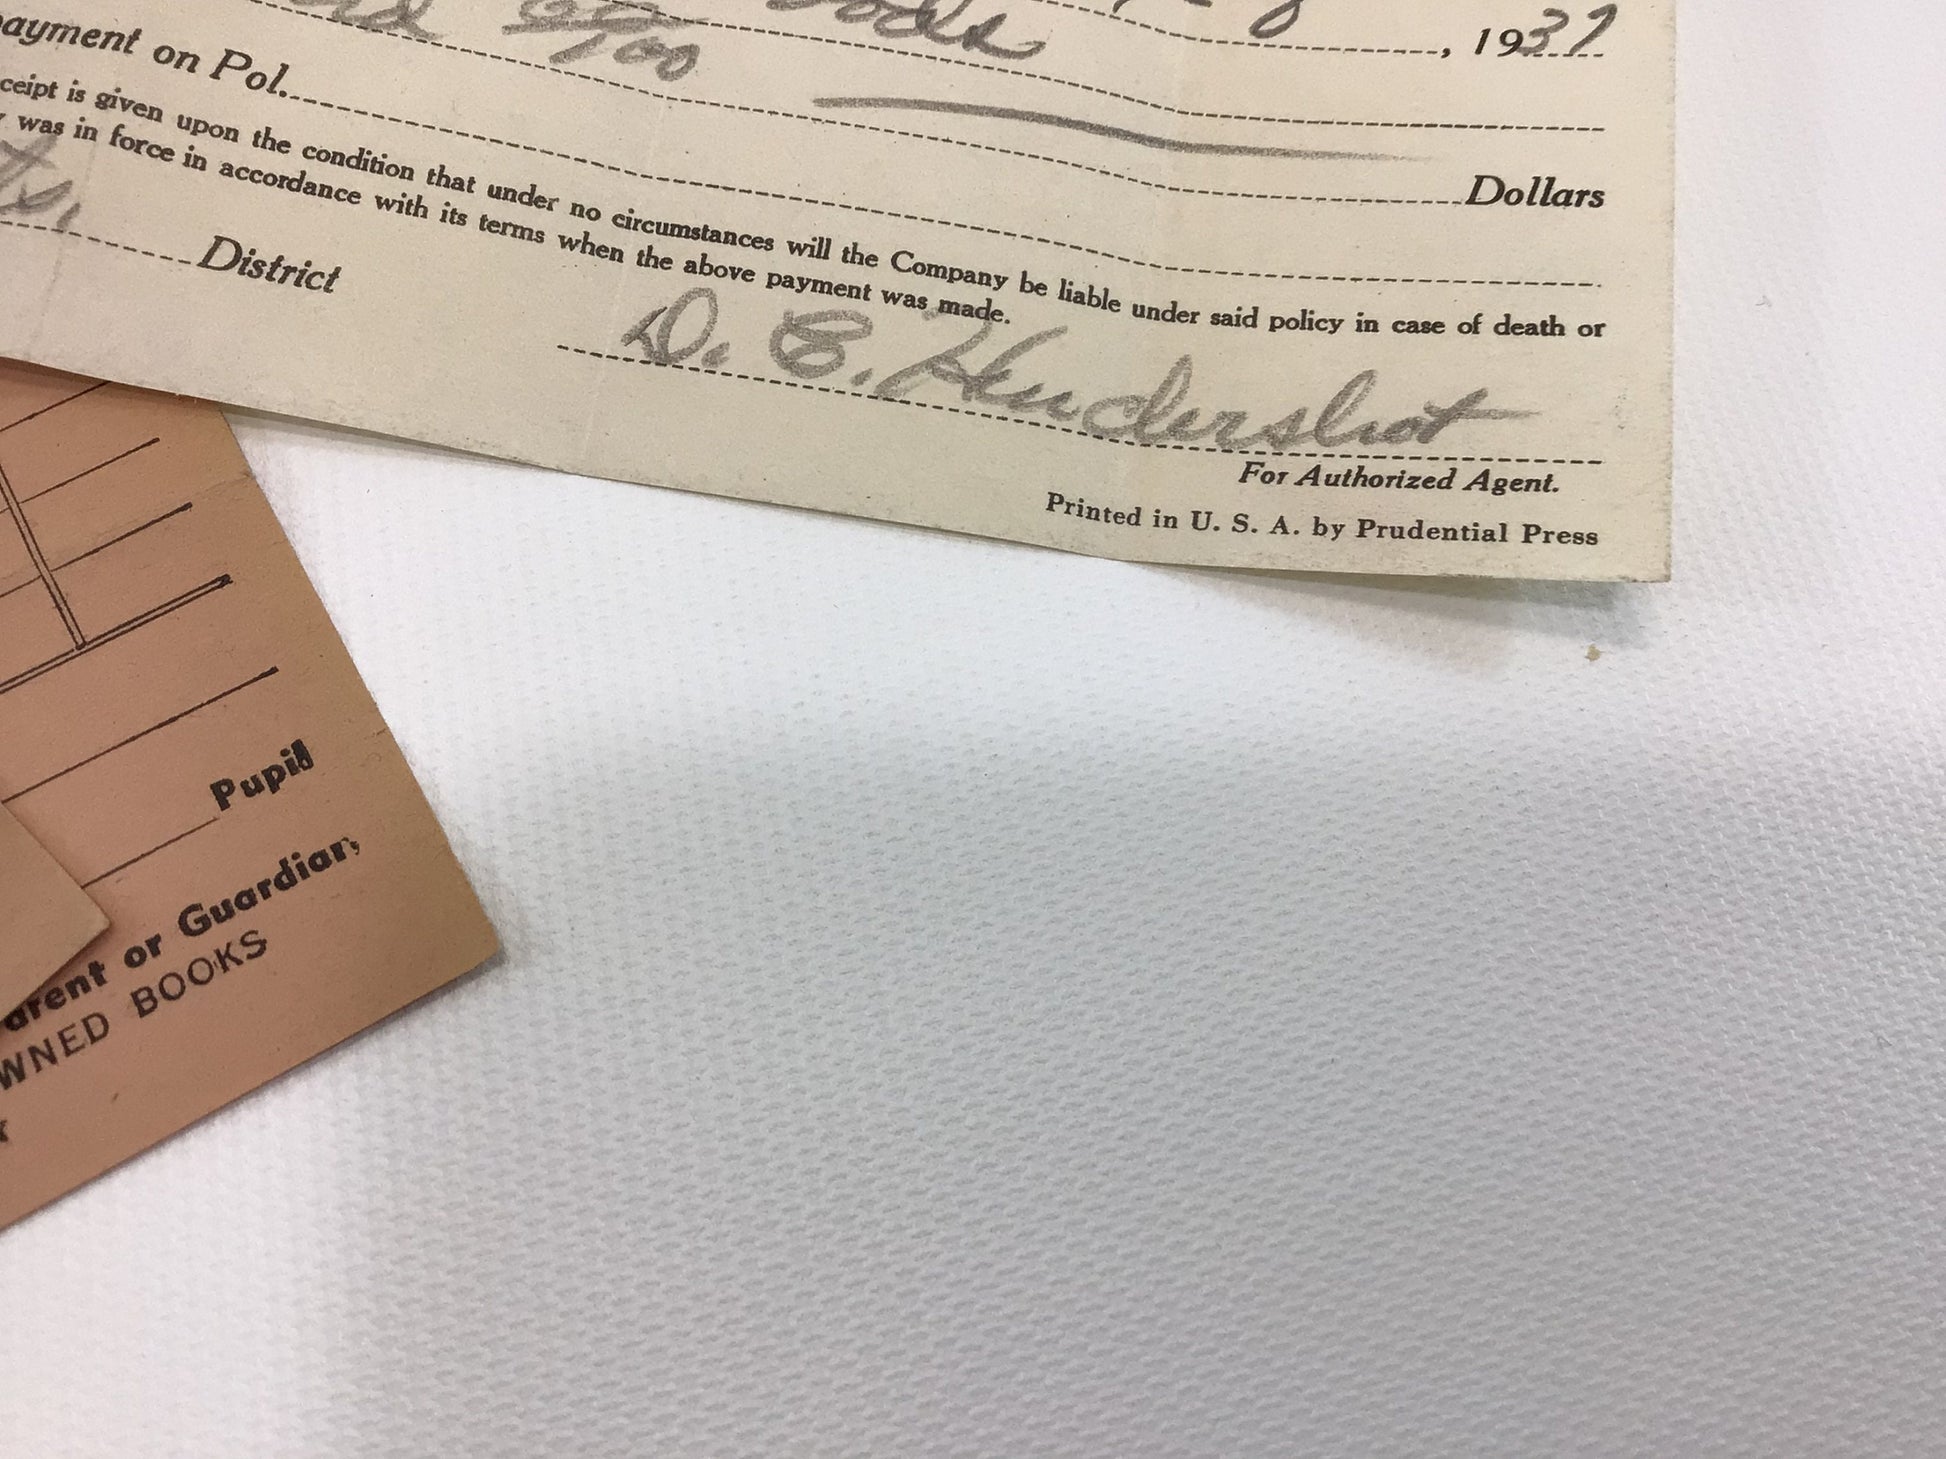 , 1937
60/100
Dollars
ayment on Pol.
ceipt is given upon the condition that under no circumstances will the Company be liable under said policy in case of death or
was in force in accordance with its terms when the above payment was made.
District
D. E. Hendershot
For Authorized Agent.
Printed in U. S. A. by Prudential Press
Pupil
arent or Guardian,
WNED BOOKS